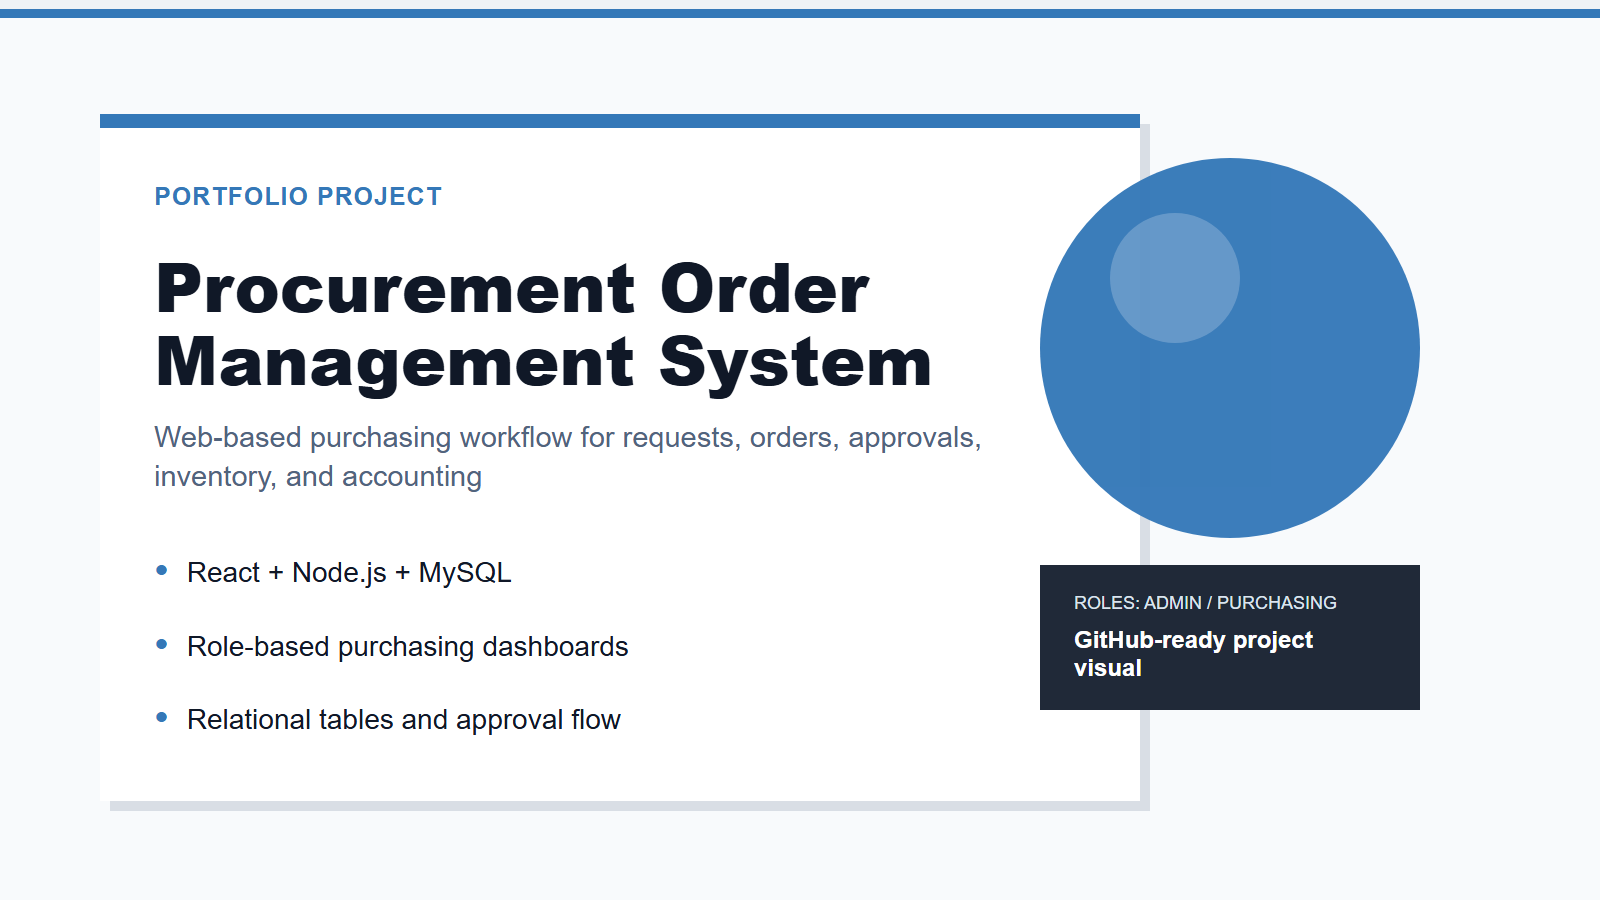 PORTFOLIO PROJECT
Procurement Order
Management System
Web-based purchasing workflow for requests, orders, approvals,
inventory, and accounting
• React + Node.js + MySQL
• Role-based purchasing dashboards
• Relational tables and approval flow
ROLES: ADMIN / PURCHASING
GitHub-ready project
visual